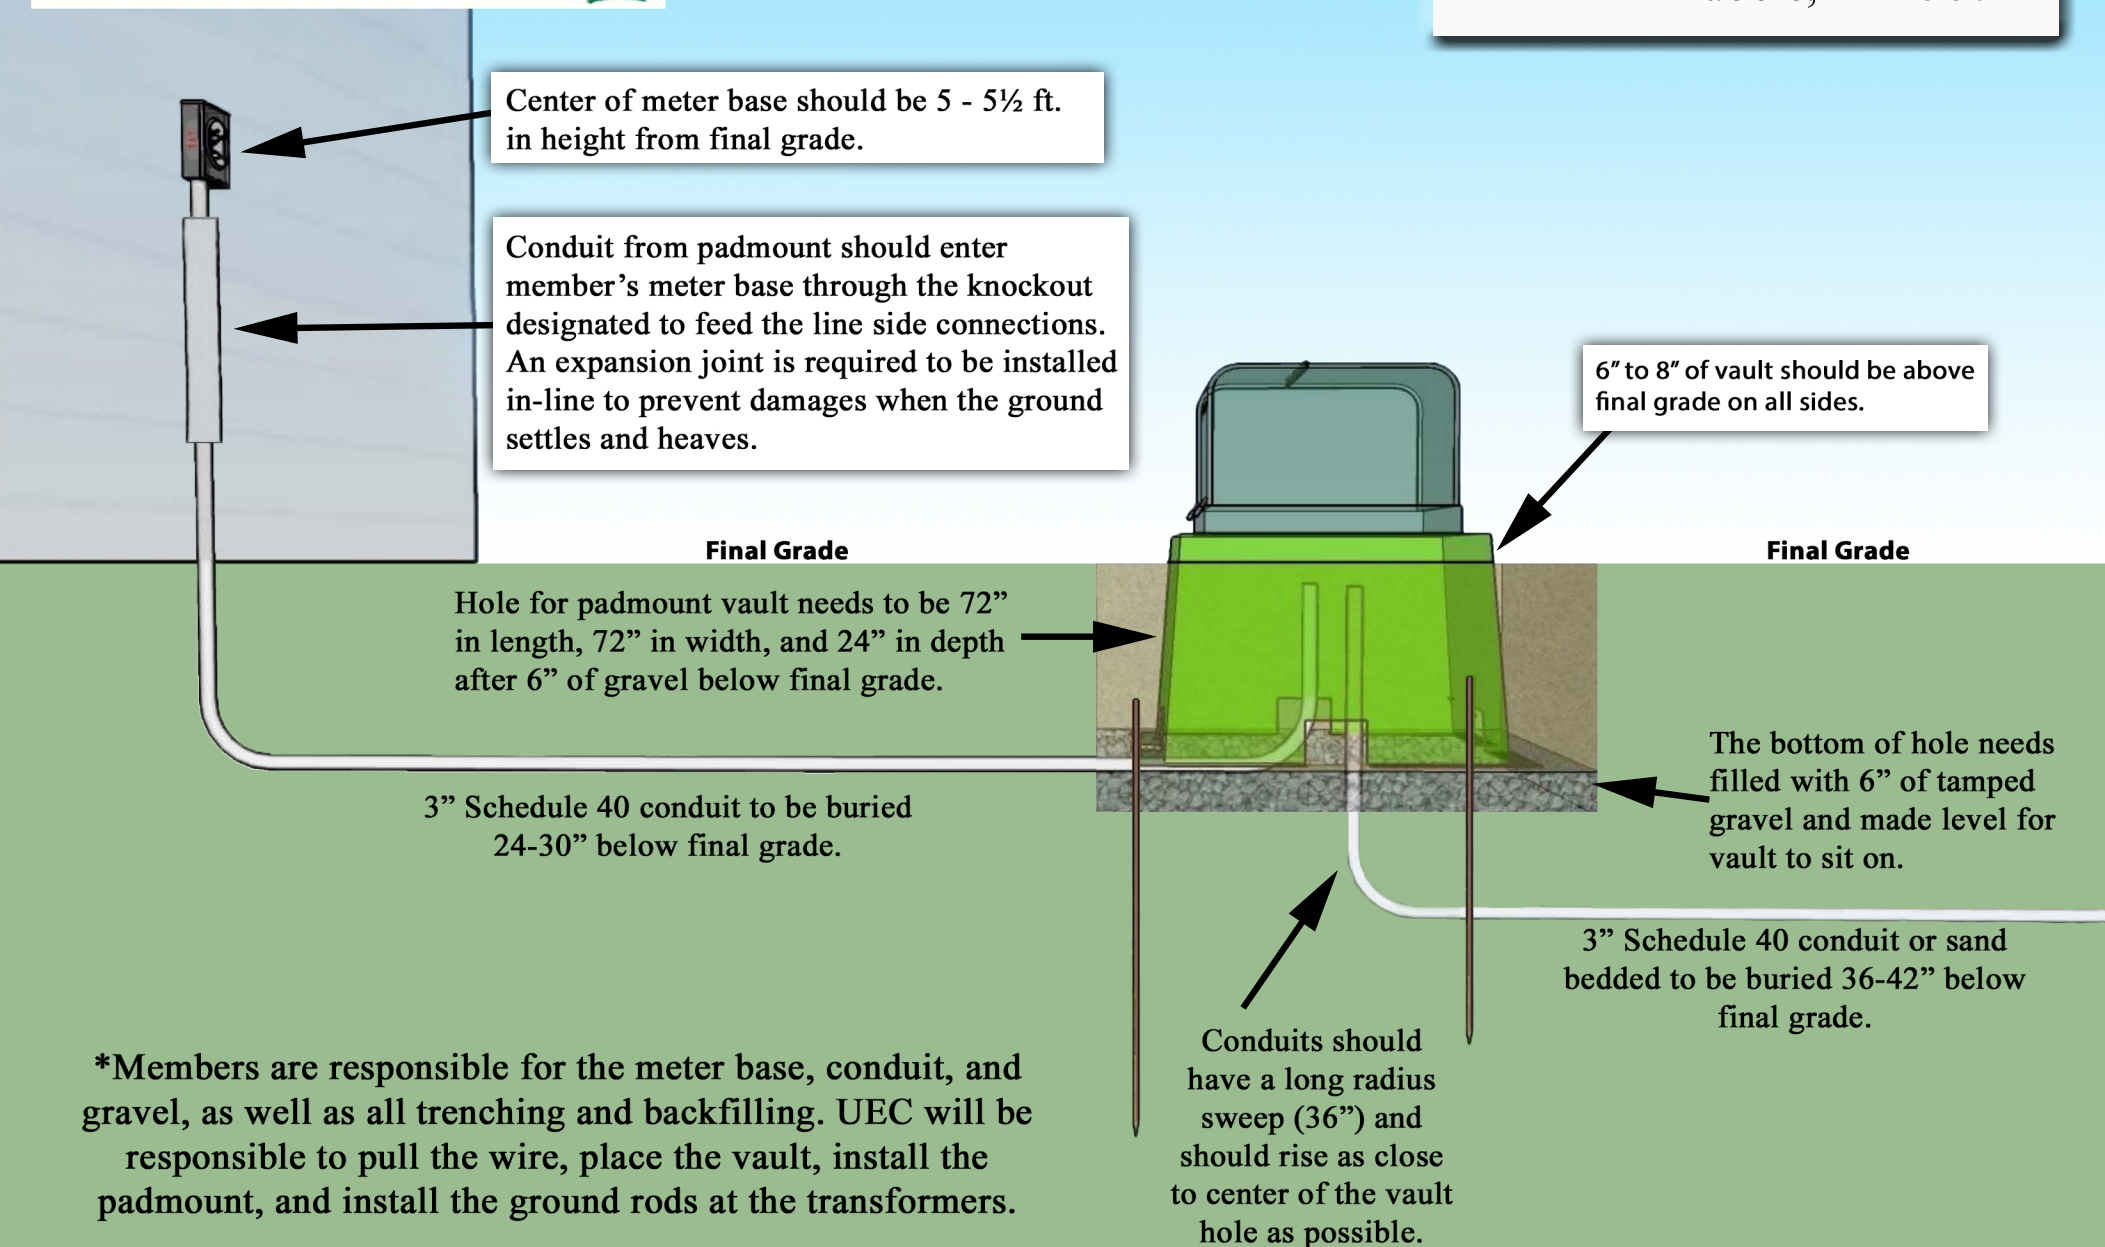 Center of meter base should be 5 - 5½ ft.
in height from final grade.
Conduit from padmount should enter
member’s meter base through the knockout
designated to feed the line side connections.
An expansion joint is required to be installed
in-line to prevent damages when the ground
settles and heaves.
6” to 8” of vault should be above
final grade on all sides.
Final Grade
Final Grade
Hole for padmount vault needs to be 72”
in length, 72” in width, and 24” in depth
after 6” of gravel below final grade.
The bottom of hole needs
filled with 6” of tamped
gravel and made level for
vault to sit on.
3” Schedule 40 conduit to be buried
24-30” below final grade.
3” Schedule 40 conduit or sand
bedded to be buried 36-42” below
final grade.
Conduits should
have a long radius
sweep (36”) and
should rise as close
to center of the vault
hole as possible.
*Members are responsible for the meter base, conduit, and
gravel, as well as all trenching and backfilling. UEC will be
responsible to pull the wire, place the vault, install the
padmount, and install the ground rods at the transformers.